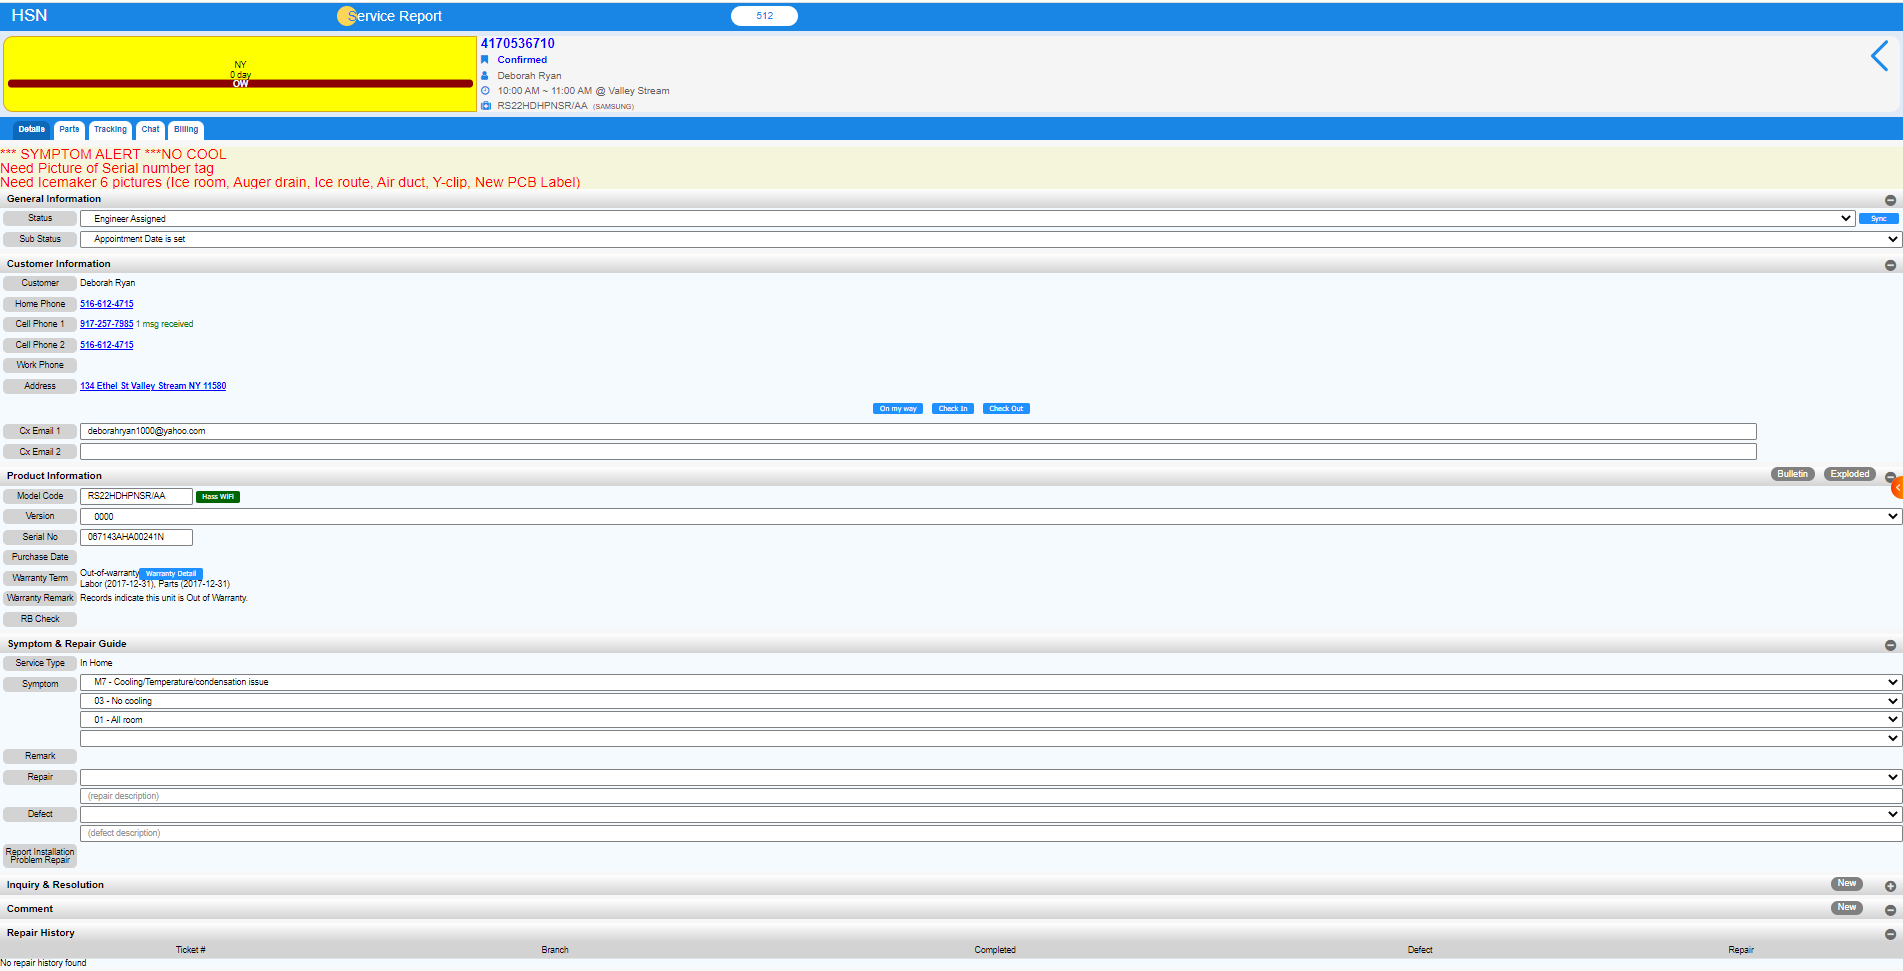 HSN
Service Report
512
NY
0 day
OW
4170536710
Confirmed
Deborah Ryan
10:00 AM ~ 11:00 AM @ Valley Stream
RS22HDHPNSR/AA (SAMSUNG)
Details Parts Tracking Chat Billing
*** SYMPTOM ALERT ***NO COOL
Need Picture of Serial number tag
Need Icemaker 6 pictures (Ice room, Auger drain, Ice route, Air duct, Y-clip, New PCB Label)
General Information
Status Engineer Assigned Sync
Sub Status Appointment Date is set
Customer Information
Customer Deborah Ryan
Home Phone 516-612-4715
Cell Phone 1 917-257-7985 1 msg received
Cell Phone 2 516-612-4715
Work Phone
Address 134 Ethel St Valley Stream NY 11580
On my way Check In Check Out
Cx Email 1 deborahryan1000@yahoo.com
Cx Email 2
Product Information Bulletin Exploded
Model Code RS22HDHPNSR/AA Hass WiFi
Version 0000
Serial No 067143AHA00241N
Purchase Date
Warranty Term Out-of-warranty Warranty Detail
Labor (2017-12-31), Parts (2017-12-31)
Warranty Remark Records indicate this unit is Out of Warranty.
RB Check
Symptom & Repair Guide
Service Type In Home
Symptom M7 - Cooling/Temperature/condensation issue
03 - No cooling
01 - All room
Remark
Repair
(repair description)
Defect
(defect description)
Report Installation
Problem Repair
Inquiry & Resolution New
Comment New
Repair History
Ticket # Branch Completed Defect Repair
No repair history found